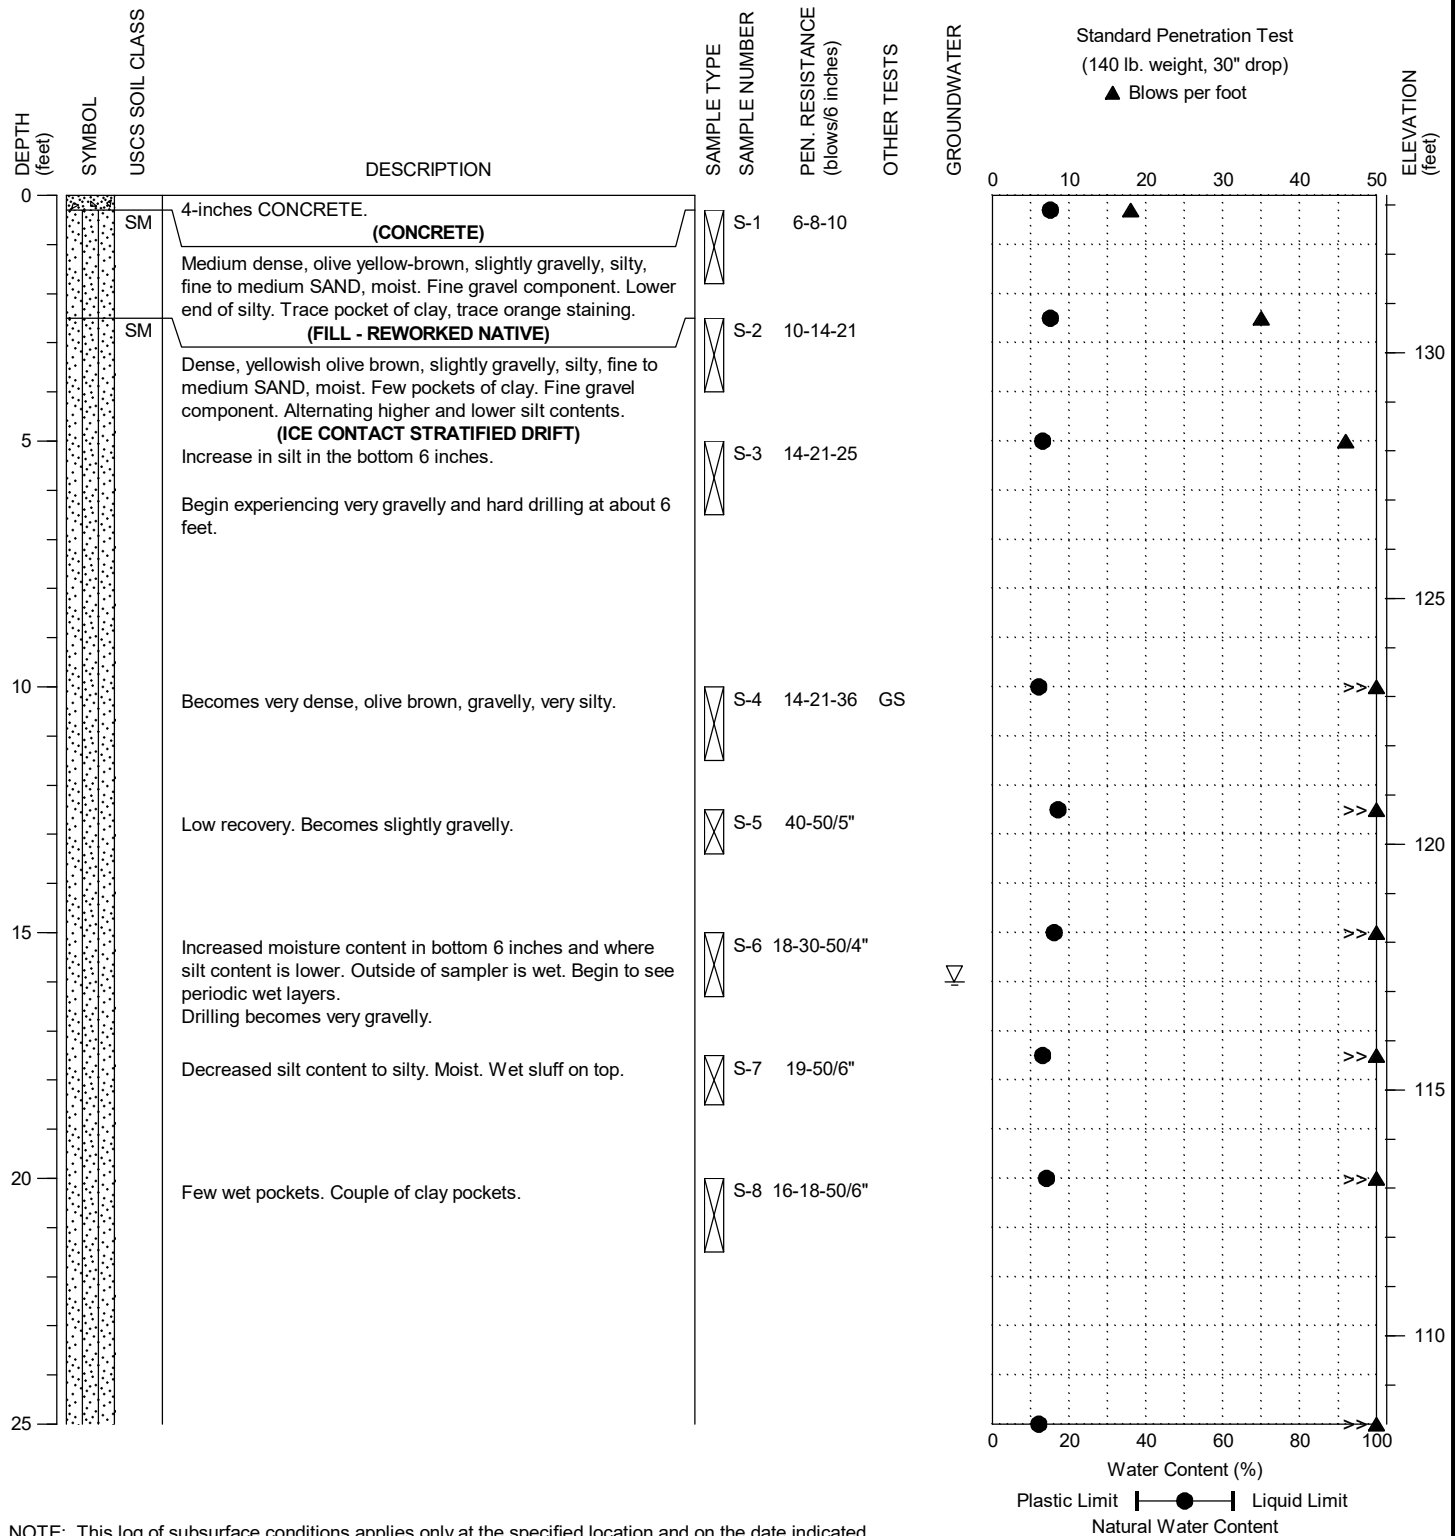 DEPTH
(feet)
SYMBOL
USCS SOIL CLASS
DESCRIPTION
SAMPLE TYPE
SAMPLE NUMBER
PEN. RESISTANCE
(blows/6 inches)
OTHER TESTS
GROUNDWATER
Standard Penetration Test
(140 lb. weight, 30" drop)
▲ Blows per foot
ELEVATION
(feet)
0 10 20 30 40 50
0
4-inches CONCRETE.
SM S-1 6-8-10
(CONCRETE)
Medium dense, olive yellow-brown, slightly gravelly, silty,
fine to medium SAND, moist. Fine gravel component. Lower
end of silty. Trace pocket of clay, trace orange staining.
SM (FILL - REWORKED NATIVE) S-2 10-14-21
130
Dense, yellowish olive brown, slightly gravelly, silty, fine to
medium SAND, moist. Few pockets of clay. Fine gravel
component. Alternating higher and lower silt contents.
(ICE CONTACT STRATIFIED DRIFT)
5
Increase in silt in the bottom 6 inches. S-3 14-21-25
Begin experiencing very gravelly and hard drilling at about 6
feet.
125
10 >>
Becomes very dense, olive brown, gravelly, very silty. S-4 14-21-36 GS
>>
Low recovery. Becomes slightly gravelly. S-5 40-50/5"
120
15 >>
Increased moisture content in bottom 6 inches and where S-6 18-30-50/4"
silt content is lower. Outside of sampler is wet. Begin to see
periodic wet layers.
Drilling becomes very gravelly.
>>
Decreased silt content to silty. Moist. Wet sluff on top. S-7 19-50/6"
115
20 >>
Few wet pockets. Couple of clay pockets. S-8 16-18-50/6"
110
25 >>
0 20 40 60 80 100
Water Content (%)
Plastic Limit Liquid Limit
Natural Water Content
NOTE: This log of subsurface conditions applies only at the specified location and on the date indicated